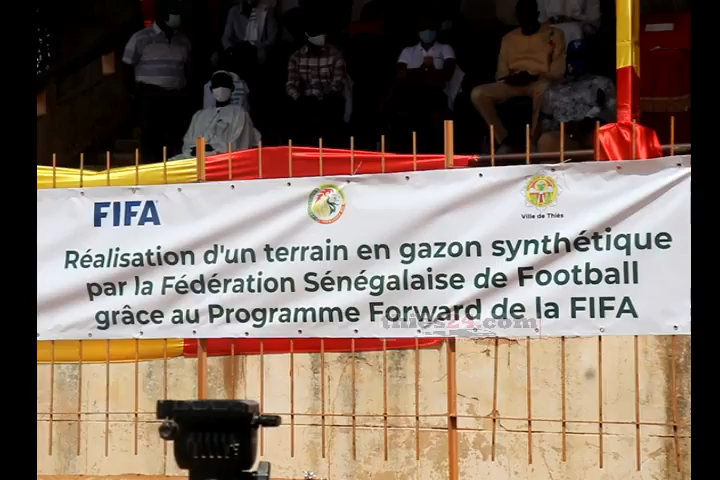 FIFA
Ville de Thiès
Réalisation d'un terrain en gazon synthétique
par la Fédération Sénégalaise de Football
grâce au Programme Forward de la FIFA
thies24.com